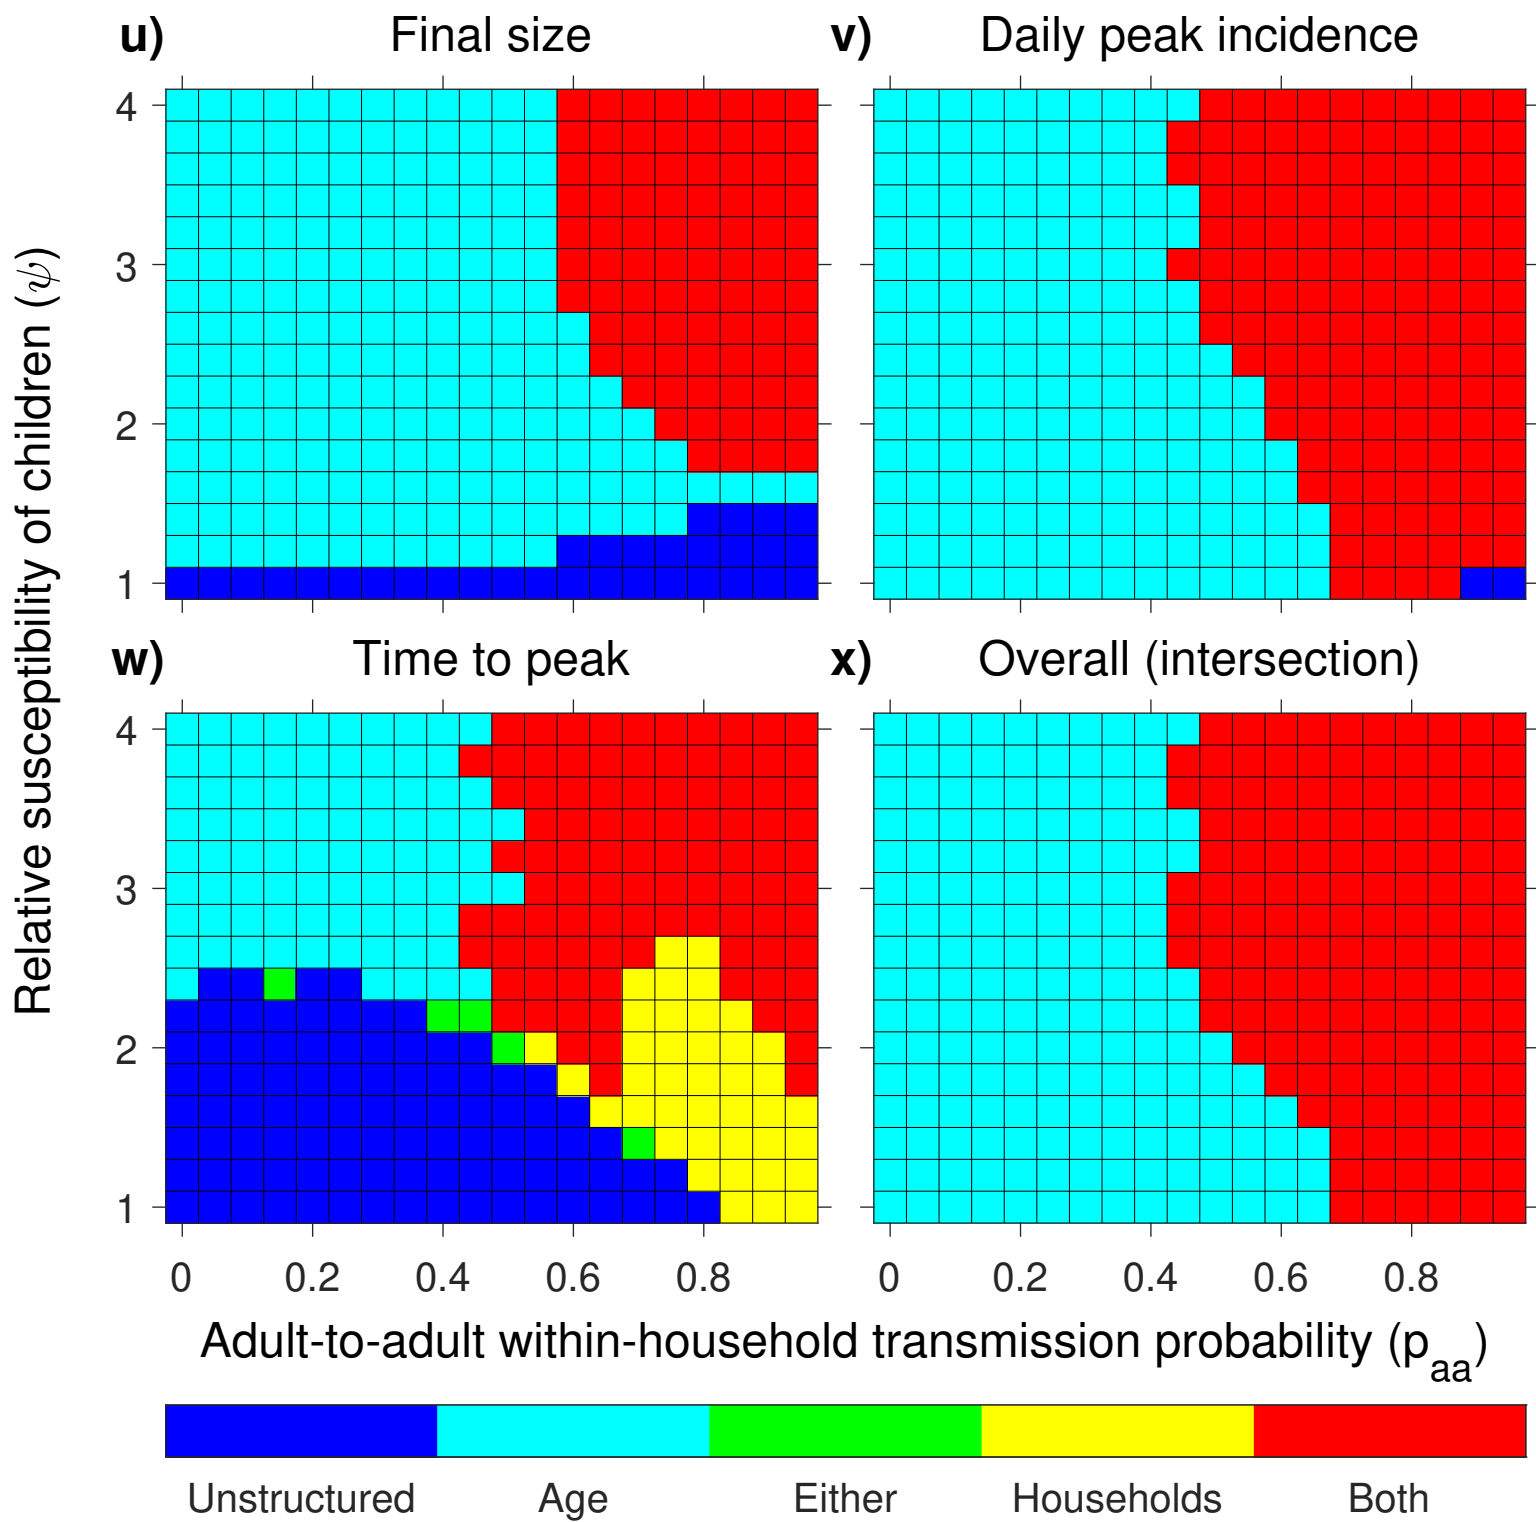 u) Final size
v) Daily peak incidence
4
3
2
1
Relative susceptibility of children (ψ)
w) Time to peak
x) Overall (intersection)
4
3
2
1
0 0.2 0.4 0.6 0.8
0 0.2 0.4 0.6 0.8
Adult-to-adult within-household transmission probability (p_aa)
Unstructured Age Either Households Both